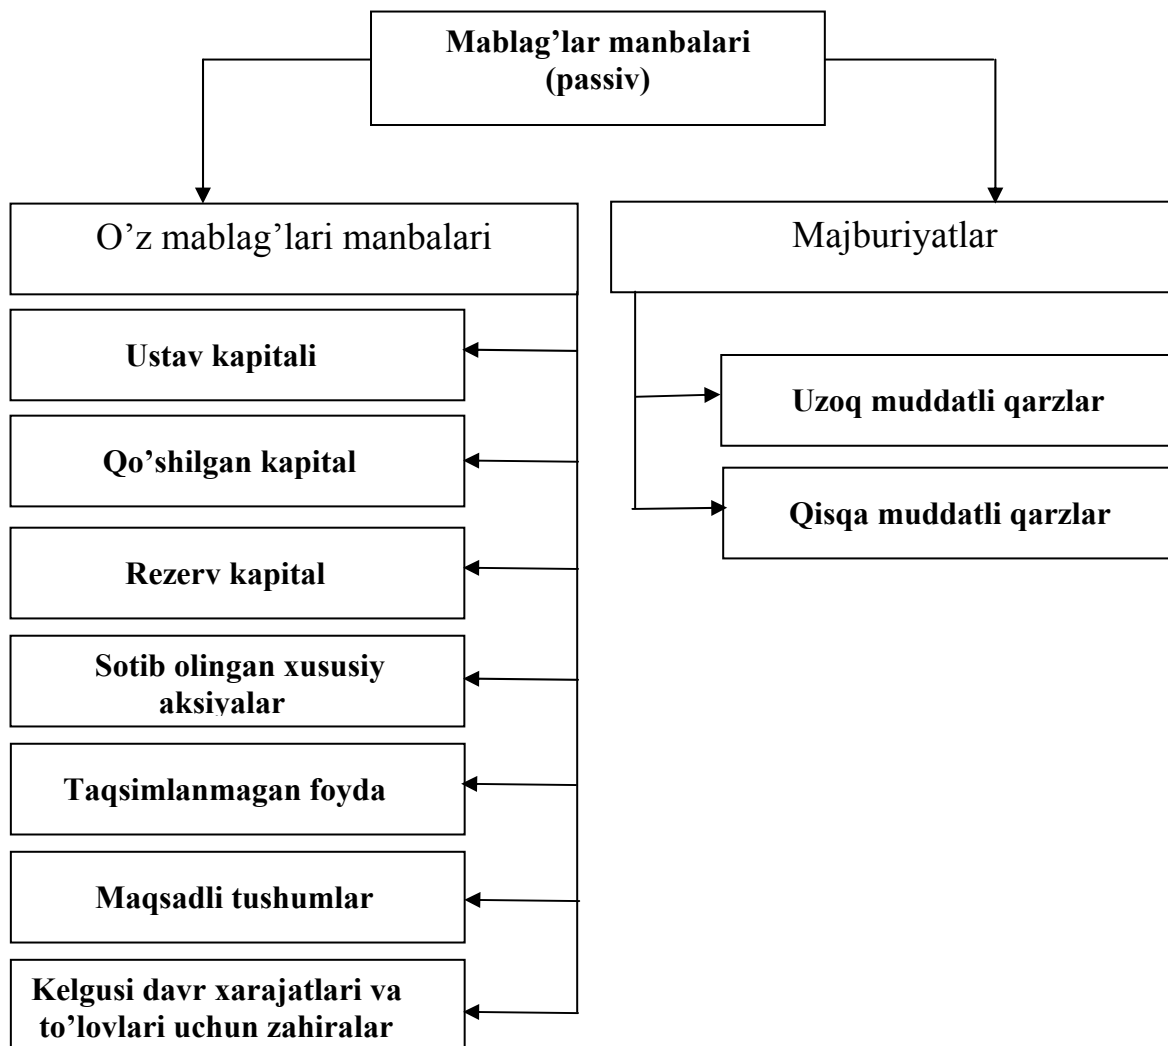 Mablag’lar manbalari
(passiv)
O’z mablag’lari manbalari
Majburiyatlar
Ustav kapitali
Qo’shilgan kapital
Rezerv kapital
Sotib olingan xususiy
aksiyalar
Taqsimlanmagan foyda
Maqsadli tushumlar
Kelgusi davr xarajatlari va
to’lovlari uchun zahiralar
Uzoq muddatli qarzlar
Qisqa muddatli qarzlar